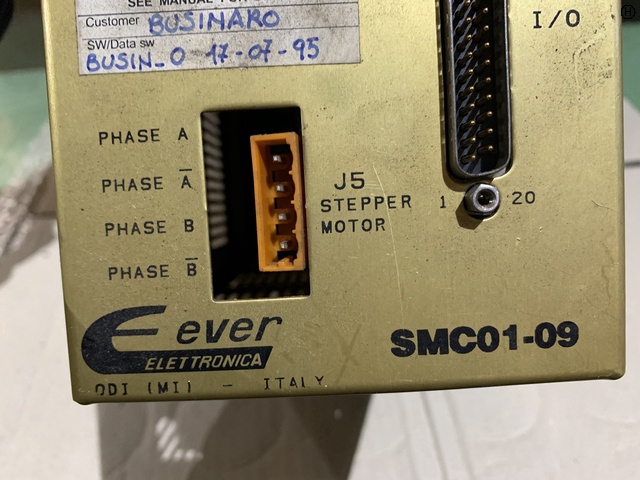 SEE MANUAL FOR
Customer BUSINARO
SW/Data sw
BUSIN_0 17-07-95
I/O
PHASE A
PHASE A̅
PHASE B
PHASE B̅
J5
STEPPER
MOTOR
1 20
ever
ELETTRONICA
SMC01-09
ODI (MI) - ITALY